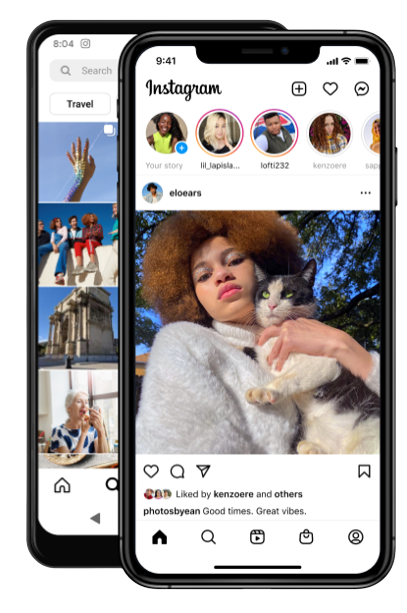 8:04
Search
Travel
9:41
Instagram
Your story
lil_lapisla...
lofti232
kenzoere
eloears
Liked by kenzoere and others
photosbyean Good times. Great vibes.